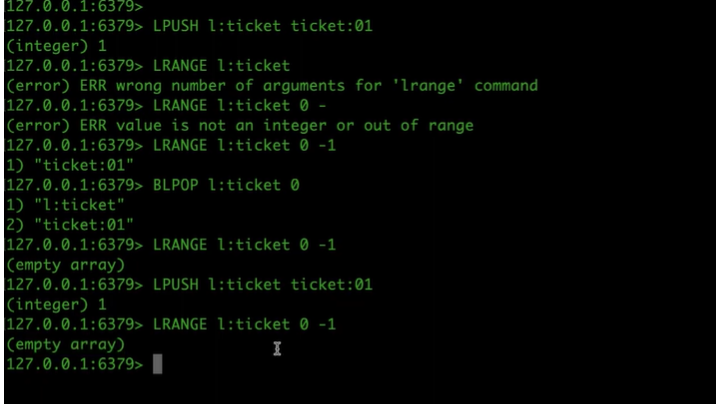 127.0.0.1:6379>
127.0.0.1:6379> LPUSH l:ticket ticket:01
(integer) 1
127.0.0.1:6379> LRANGE l:ticket
(error) ERR wrong number of arguments for 'lrange' command
127.0.0.1:6379> LRANGE l:ticket 0 -
(error) ERR value is not an integer or out of range
127.0.0.1:6379> LRANGE l:ticket 0 -1
1) "ticket:01"
127.0.0.1:6379> BLPOP l:ticket 0
1) "l:ticket"
2) "ticket:01"
127.0.0.1:6379> LRANGE l:ticket 0 -1
(empty array)
127.0.0.1:6379> LPUSH l:ticket ticket:01
(integer) 1
127.0.0.1:6379> LRANGE l:ticket 0 -1
(empty array)
127.0.0.1:6379>